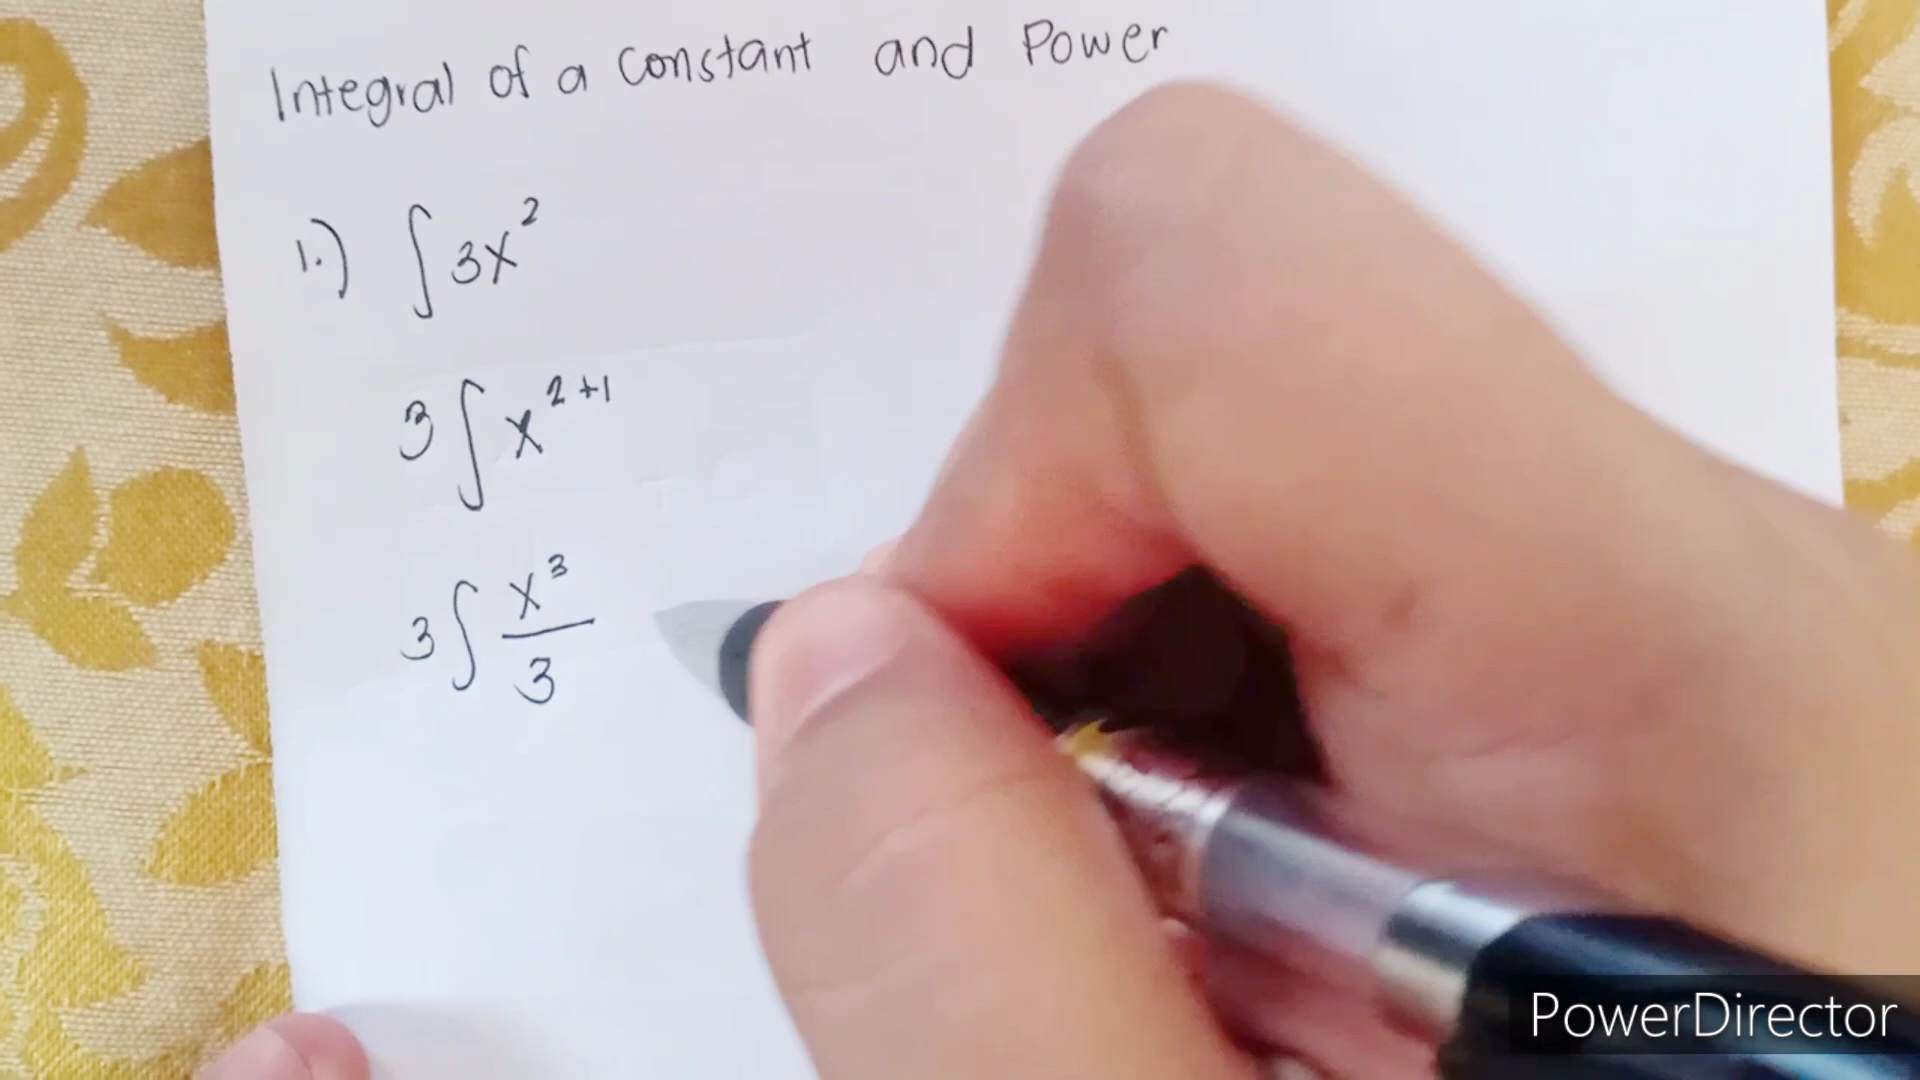 Integral of a constant and Power
1.) ∫ 3x²
3 ∫ x²⁺¹
3 ∫ x³/3
PowerDirector